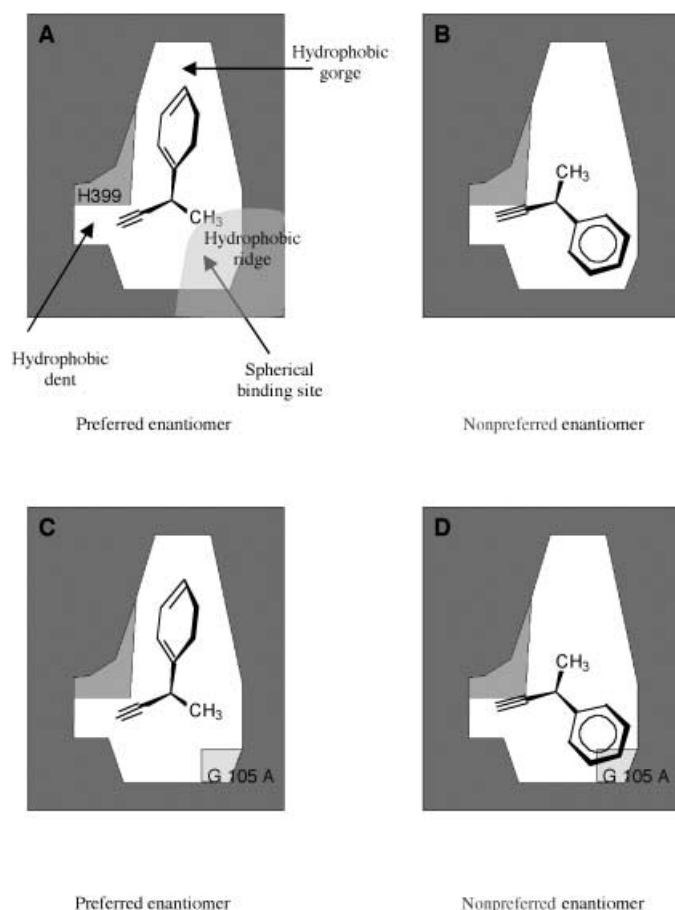 A
Hydrophobic
gorge
H399
CH3
Hydrophobic
ridge
Hydrophobic
dent
Spherical
binding site
Preferred enantiomer
B
CH3
Nonpreferred enantiomer
C
CH3
G 105 A
Preferred enantiomer
D
CH3
G 105 A
Nonpreferred enantiomer